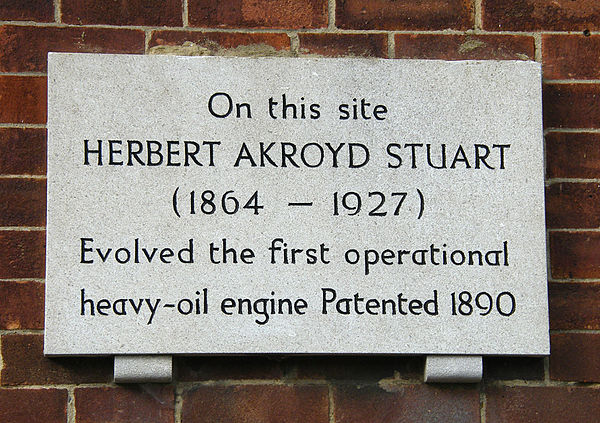 On this site
HERBERT AKROYD STUART
(1864 – 1927)
Evolved the first operational
heavy-oil engine Patented 1890